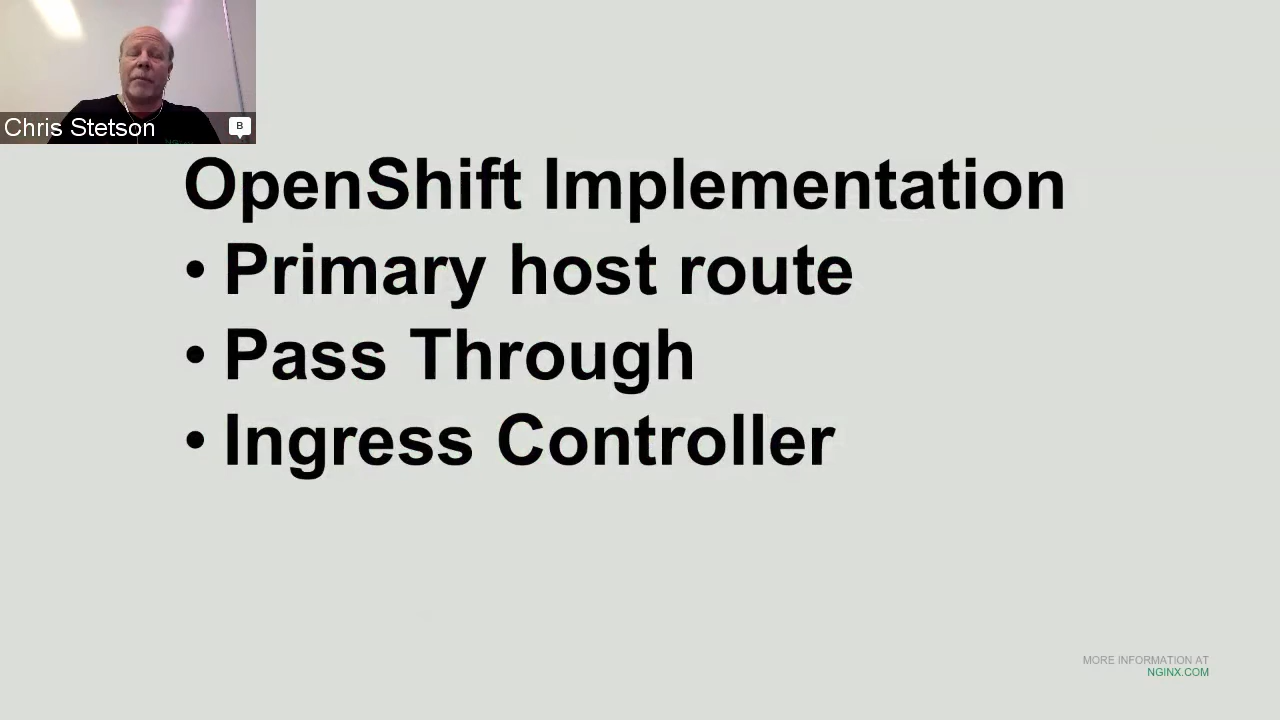 Chris Stetson
B
OpenShift Implementation
• Primary host route
• Pass Through
• Ingress Controller
MORE INFORMATION AT
NGINX.COM